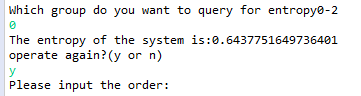 Which group do you want to query for entropy0-2
0
The entropy of the system is:0.6437751649736401
operate again?(y or n)
y
Please input the order: